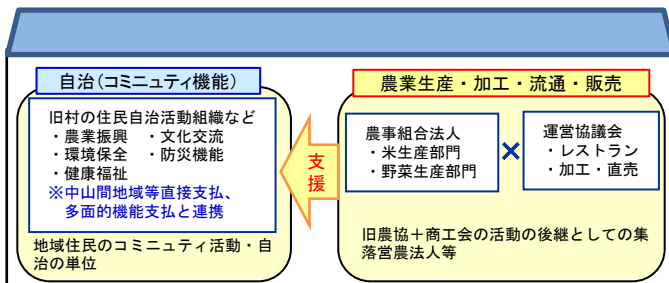 自治(コミニュティ機能)
旧村の住民自治活動組織など
・農業振興　・文化交流
・環境保全　・防災機能
・健康福祉
※中山間地域等直接支払、
多面的機能支払と連携
地域住民のコミニュティ活動・自
治の単位
支
援
農業生産・加工・流通・販売
農事組合法人
・米生産部門
・野菜生産部門
×
運営協議会
・レストラン
・加工・直売
旧農協＋商工会の活動の後継としての集
落営農法人等